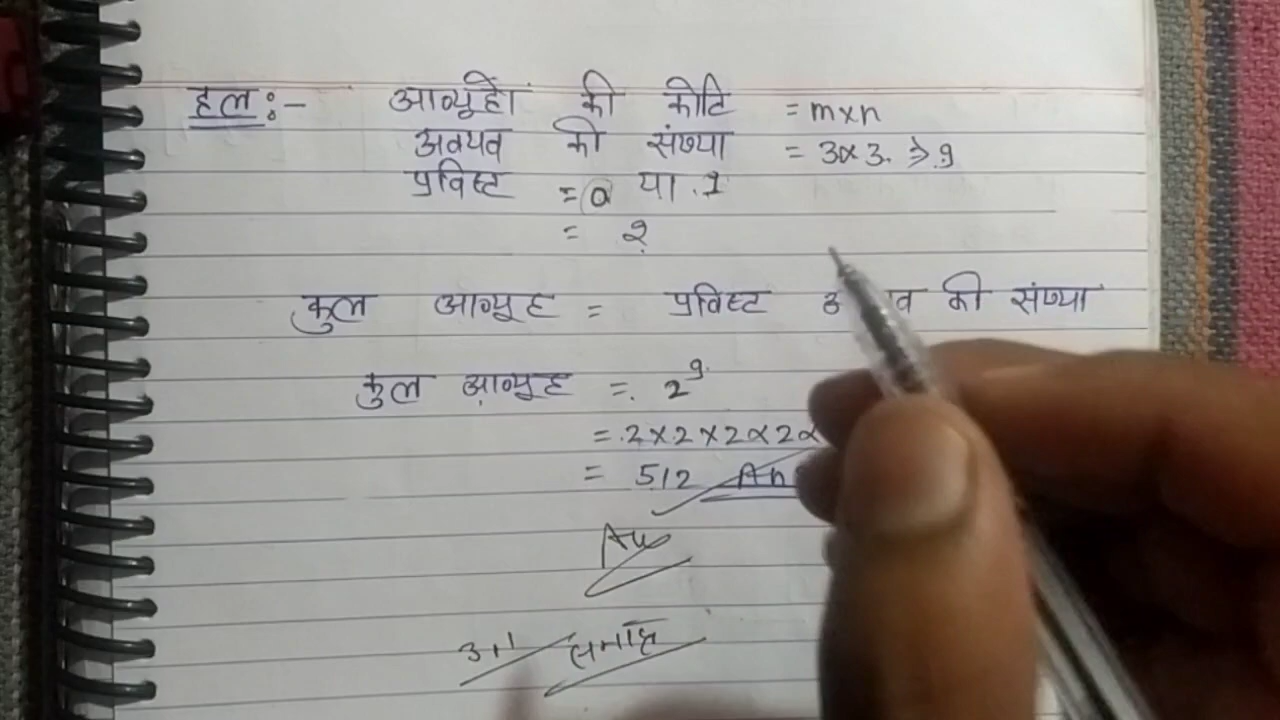 हल :- आव्यूहों की कोटि = m×n
अवयव की संख्या = 3×3 ⇒ 9
प्रविष्ट = 0 या 1
= 2
कुल आव्यूह = प्रविष्ट की संख्या
कुल आव्यूह = 2⁹
= 2×2×2×2×
= 512 Ans
Ans